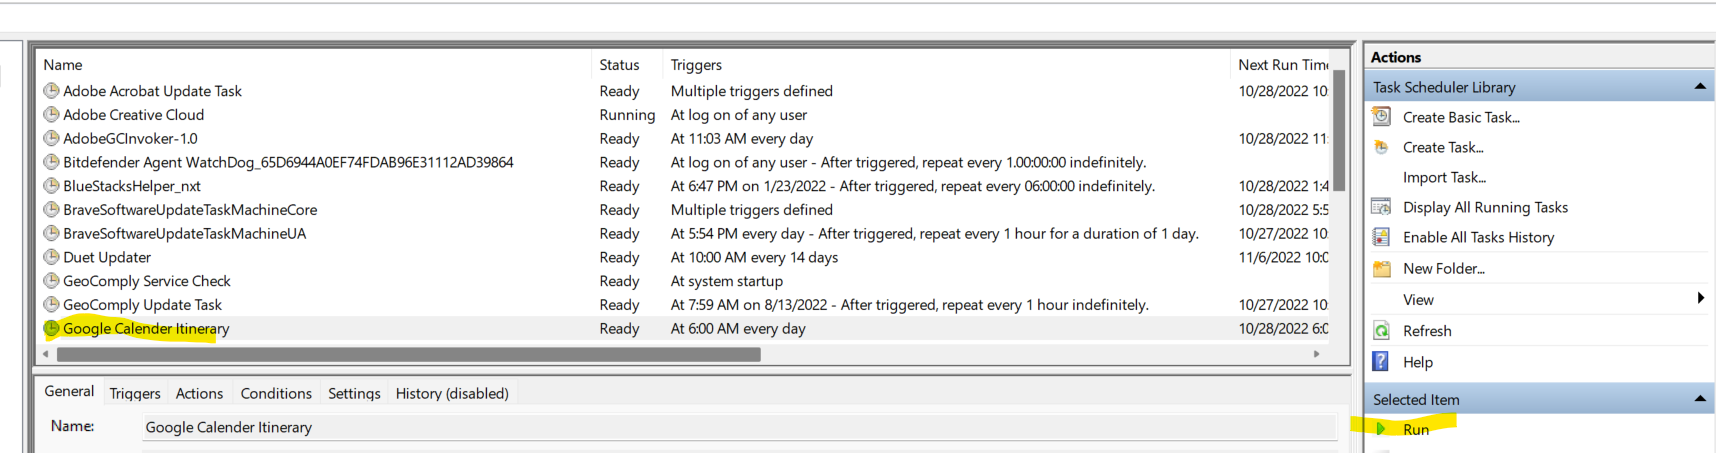 Name Status Triggers Next Run Time
Adobe Acrobat Update Task Ready Multiple triggers defined 10/28/2022 10:
Adobe Creative Cloud Running At log on of any user
AdobeGCInvoker-1.0 Ready At 11:03 AM every day 10/28/2022 11:
Bitdefender Agent WatchDog_65D6944A0EF74FDAB96E31112AD39864 Ready At log on of any user - After triggered, repeat every 1.00:00:00 indefinitely.
BlueStacksHelper_nxt Ready At 6:47 PM on 1/23/2022 - After triggered, repeat every 06:00:00 indefinitely. 10/28/2022 1:4
BraveSoftwareUpdateTaskMachineCore Ready Multiple triggers defined 10/28/2022 5:5
BraveSoftwareUpdateTaskMachineUA Ready At 5:54 PM every day - After triggered, repeat every 1 hour for a duration of 1 day. 10/27/2022 10:
Duet Updater Ready At 10:00 AM every 14 days 11/6/2022 10:0
GeoComply Service Check Ready At system startup
GeoComply Update Task Ready At 7:59 AM on 8/13/2022 - After triggered, repeat every 1 hour indefinitely. 10/27/2022 10:
Google Calender Itinerary Ready At 6:00 AM every day 10/28/2022 6:0
General Triggers Actions Conditions Settings History (disabled)
Name: Google Calender Itinerary
Actions
Task Scheduler Library
Create Basic Task...
Create Task...
Import Task...
Display All Running Tasks
Enable All Tasks History
New Folder...
View
Refresh
Help
Selected Item
Run